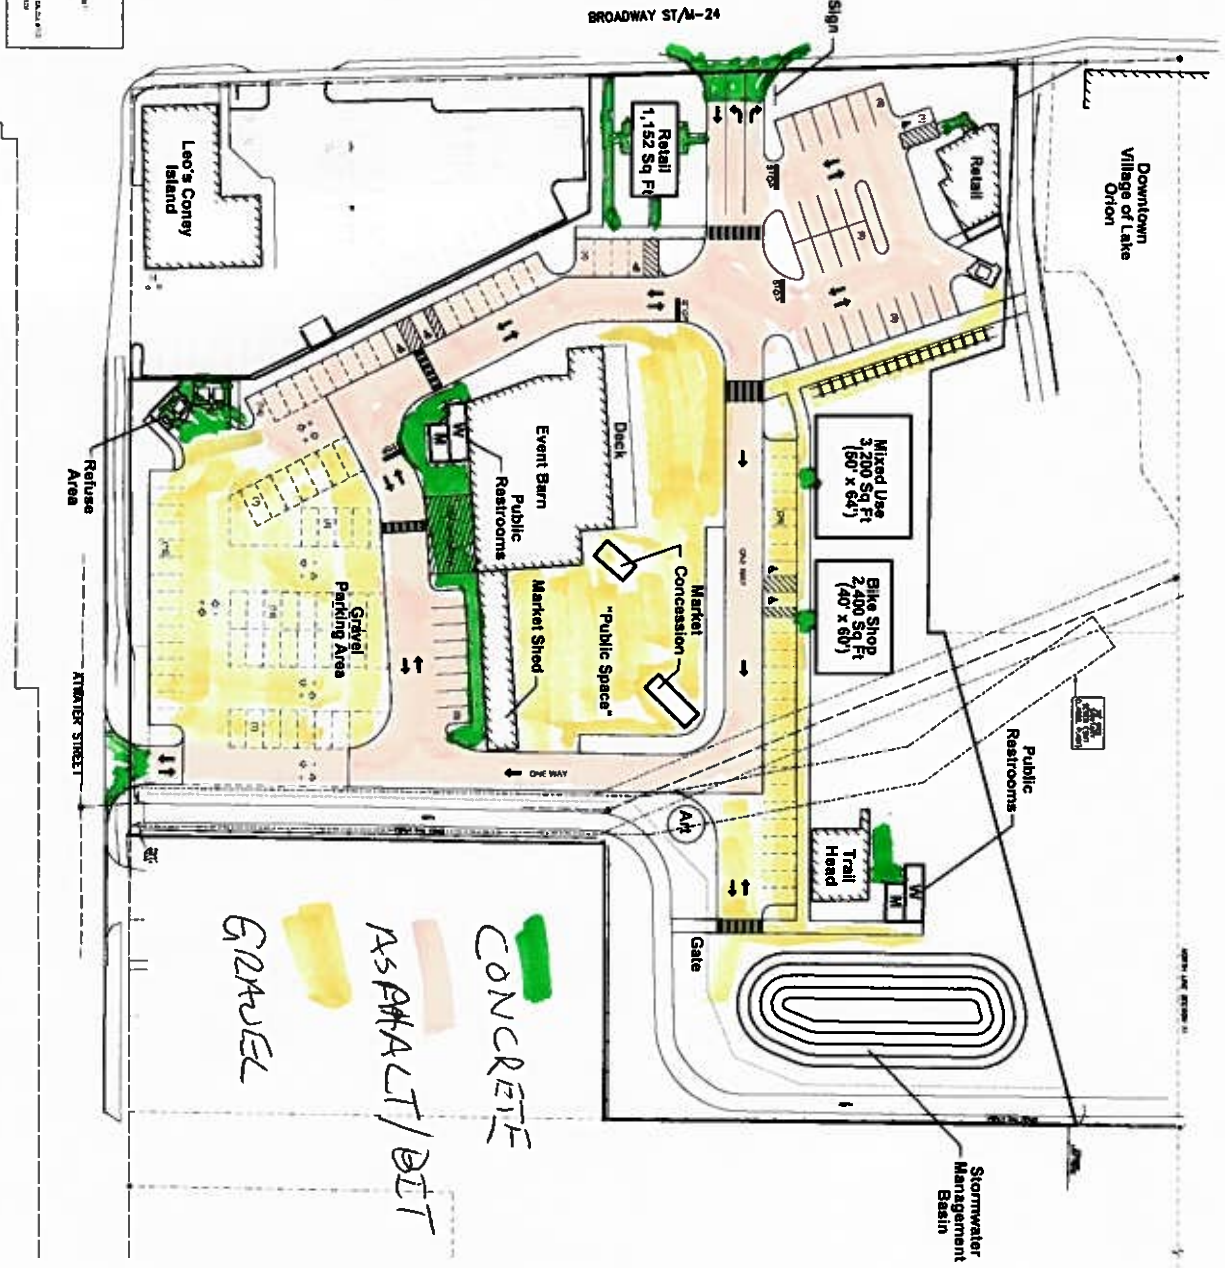 BROADWAY ST/M-24
Sign
Downtown
Village of Lake
Orion
Retail
1,152 Sq Ft
Retail
STOP
STOP
Leo's Coney
Island
Refuse
Area
Deck
Event Barn
Public
Restrooms
W
M
Market Shed
Market
Concession
"Public Space"
Mixed Use
3,200 Sq Ft
(50' x 64')
Bike Shop
2,400 Sq Ft
(40' x 60')
ONE WAY
ONE WAY
Gravel
Parking Area
ATWATER STREET
Public
Restrooms
Trail
Head
W
M
Art
Gate
Stormwater
Management
Basin
CONCRETE
ASPHALT/BIT
GRAVEL